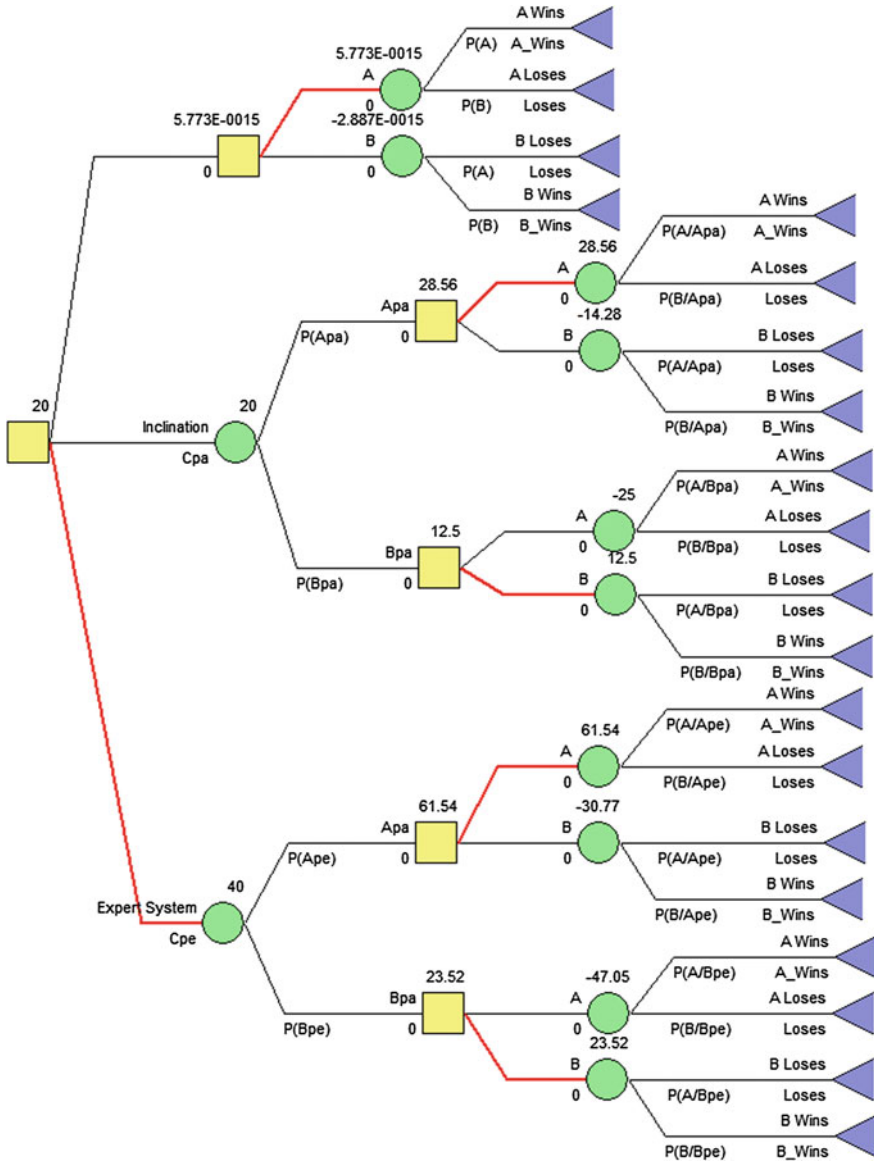 A Wins
5.773E-0015
P(A) A_Wins
A
A Loses
0
P(B) Loses
5.773E-0015
-2.887E-0015
0
B
B Loses
0
P(A) Loses
B Wins
P(B) B_Wins
A Wins
28.56
P(A/Apa) A_Wins
A
A Loses
28.56
0
P(B/Apa) Loses
Apa
-14.28
P(Apa)
0
B
B Loses
0
P(A/Apa) Loses
B Wins
P(B/Apa) B_Wins
20
20
Inclination
Cpa
A Wins
-25
P(A/Bpa) A_Wins
A
A Loses
12.5
0
P(B/Bpa) Loses
Bpa
12.5
P(Bpa)
0
B
B Loses
0
P(A/Bpa) Loses
B Wins
P(B/Bpa) B_Wins
A Wins
61.54
P(A/Ape) A_Wins
A
A Loses
61.54
0
P(B/Ape) Loses
Apa
-30.77
P(Ape)
0
B
B Loses
0
P(A/Ape) Loses
B Wins
P(B/Ape) B_Wins
40
Expert System
Cpe
A Wins
-47.05
P(A/Bpe) A_Wins
A
A Loses
23.52
0
P(B/Bpe) Loses
Bpa
23.52
P(Bpe)
0
B
B Loses
0
P(A/Bpe) Loses
B Wins
P(B/Bpe) B_Wins